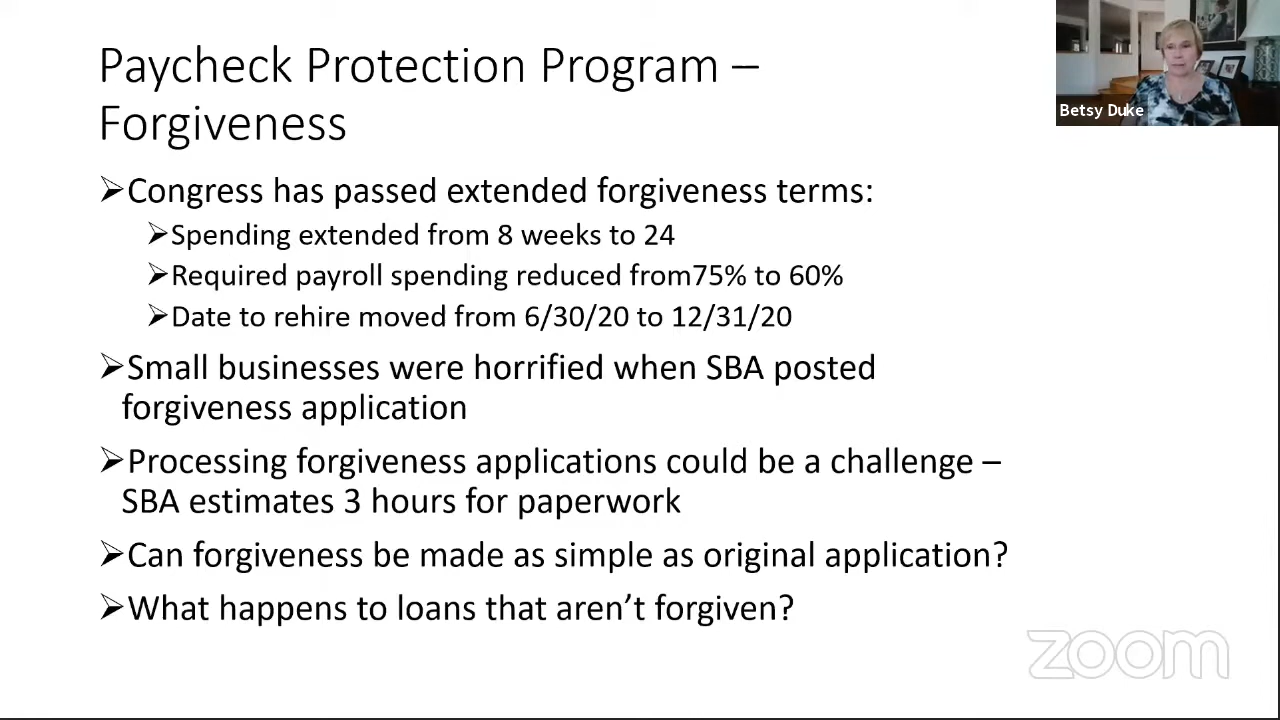 Paycheck Protection Program –
Forgiveness
Betsy Duke
➢Congress has passed extended forgiveness terms:
➢Spending extended from 8 weeks to 24
➢Required payroll spending reduced from75% to 60%
➢Date to rehire moved from 6/30/20 to 12/31/20
➢Small businesses were horrified when SBA posted
forgiveness application
➢Processing forgiveness applications could be a challenge –
SBA estimates 3 hours for paperwork
➢Can forgiveness be made as simple as original application?
➢What happens to loans that aren’t forgiven?
zoom